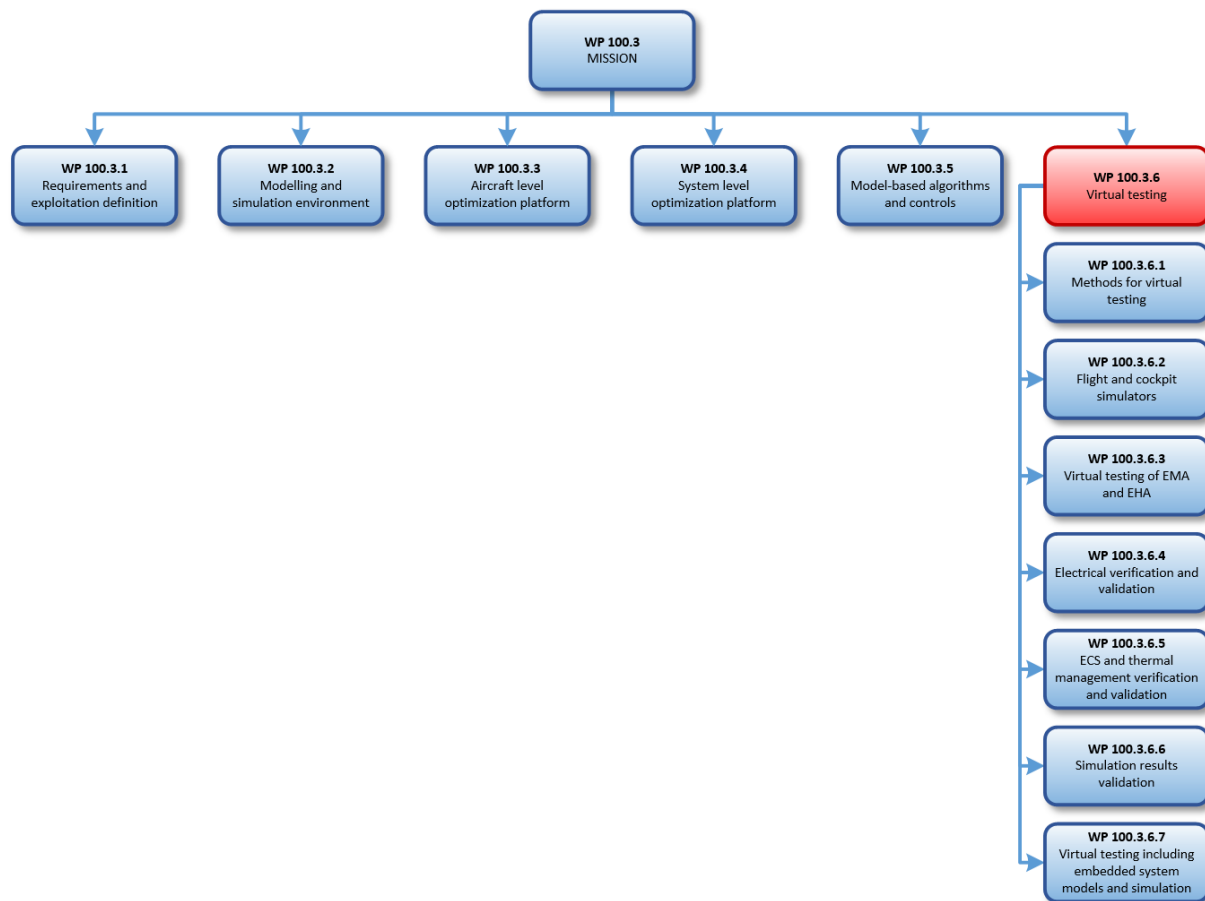 WP 100.3
MISSION
WP 100.3.1
Requirements and
exploitation definition
WP 100.3.2
Modelling and
simulation environment
WP 100.3.3
Aircraft level
optimization platform
WP 100.3.4
System level
optimization platform
WP 100.3.5
Model-based algorithms
and controls
WP 100.3.6
Virtual testing
WP 100.3.6.1
Methods for virtual
testing
WP 100.3.6.2
Flight and cockpit
simulators
WP 100.3.6.3
Virtual testing of EMA
and EHA
WP 100.3.6.4
Electrical verification and
validation
WP 100.3.6.5
ECS and thermal
management verification
and validation
WP 100.3.6.6
Simulation results
validation
WP 100.3.6.7
Virtual testing including
embedded system
models and simulation